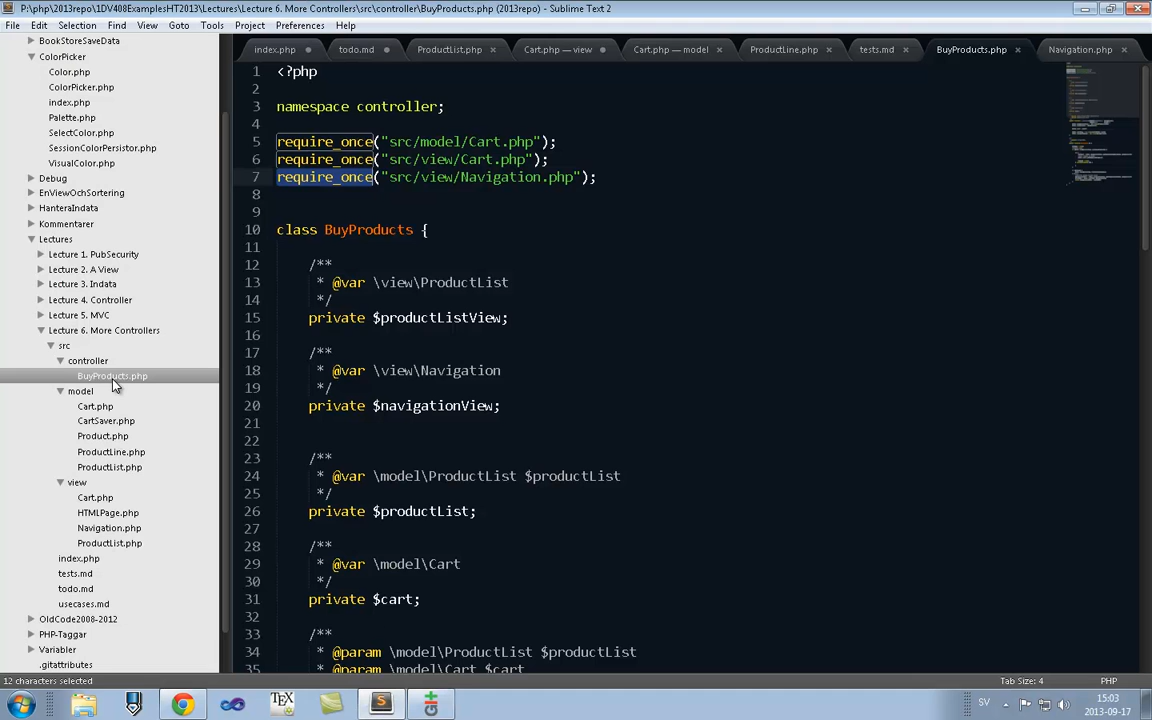 P:\php\2013repo\1DV408ExamplesHT2013\Lectures\Lecture 6. More Controllers\src\controller\BuyProducts.php (2013repo) - Sublime Text 2
File Edit Selection Find View Goto Tools Project Preferences Help
BookStoreSaveData
ColorPicker
Color.php
ColorPicker.php
index.php
Palette.php
SelectColor.php
SessionColorPersistor.php
VisualColor.php
Debug
EnViewOchSortering
HanteraIndata
Kommentarer
Lectures
Lecture 1. PubSecurity
Lecture 2. A View
Lecture 3. Indata
Lecture 4. Controller
Lecture 5. MVC
Lecture 6. More Controllers
src
controller
BuyProducts.php
model
Cart.php
CartSaver.php
Product.php
ProductLine.php
ProductList.php
view
Cart.php
HTMLPage.php
Navigation.php
ProductList.php
index.php
tests.md
todo.md
usecases.md
OldCode2008-2012
PHP-Taggar
Variabler
.gitattributes
index.php todo.md ProductList.php Cart.php — view Cart.php — model ProductLine.php tests.md BuyProducts.php Navigation.php
1 <?php
2
3 namespace controller;
4
5 require_once("src/model/Cart.php");
6 require_once("src/view/Cart.php");
7 require_once("src/view/Navigation.php");
8
9
10 class BuyProducts {
11
12 /**
13 * @var \view\ProductList
14 */
15 private $productListView;
16
17 /**
18 * @var \view\Navigation
19 */
20 private $navigationView;
21
22
23 /**
24 * @var \model\ProductList $productList
25 */
26 private $productList;
27
28 /**
29 * @var \model\Cart
30 */
31 private $cart;
32
33 /**
34 * @param \model\ProductList $productList
35 * @param \model\Cart $cart
12 characters selected
Tab Size: 4 PHP
SV
15:03
2013-09-17